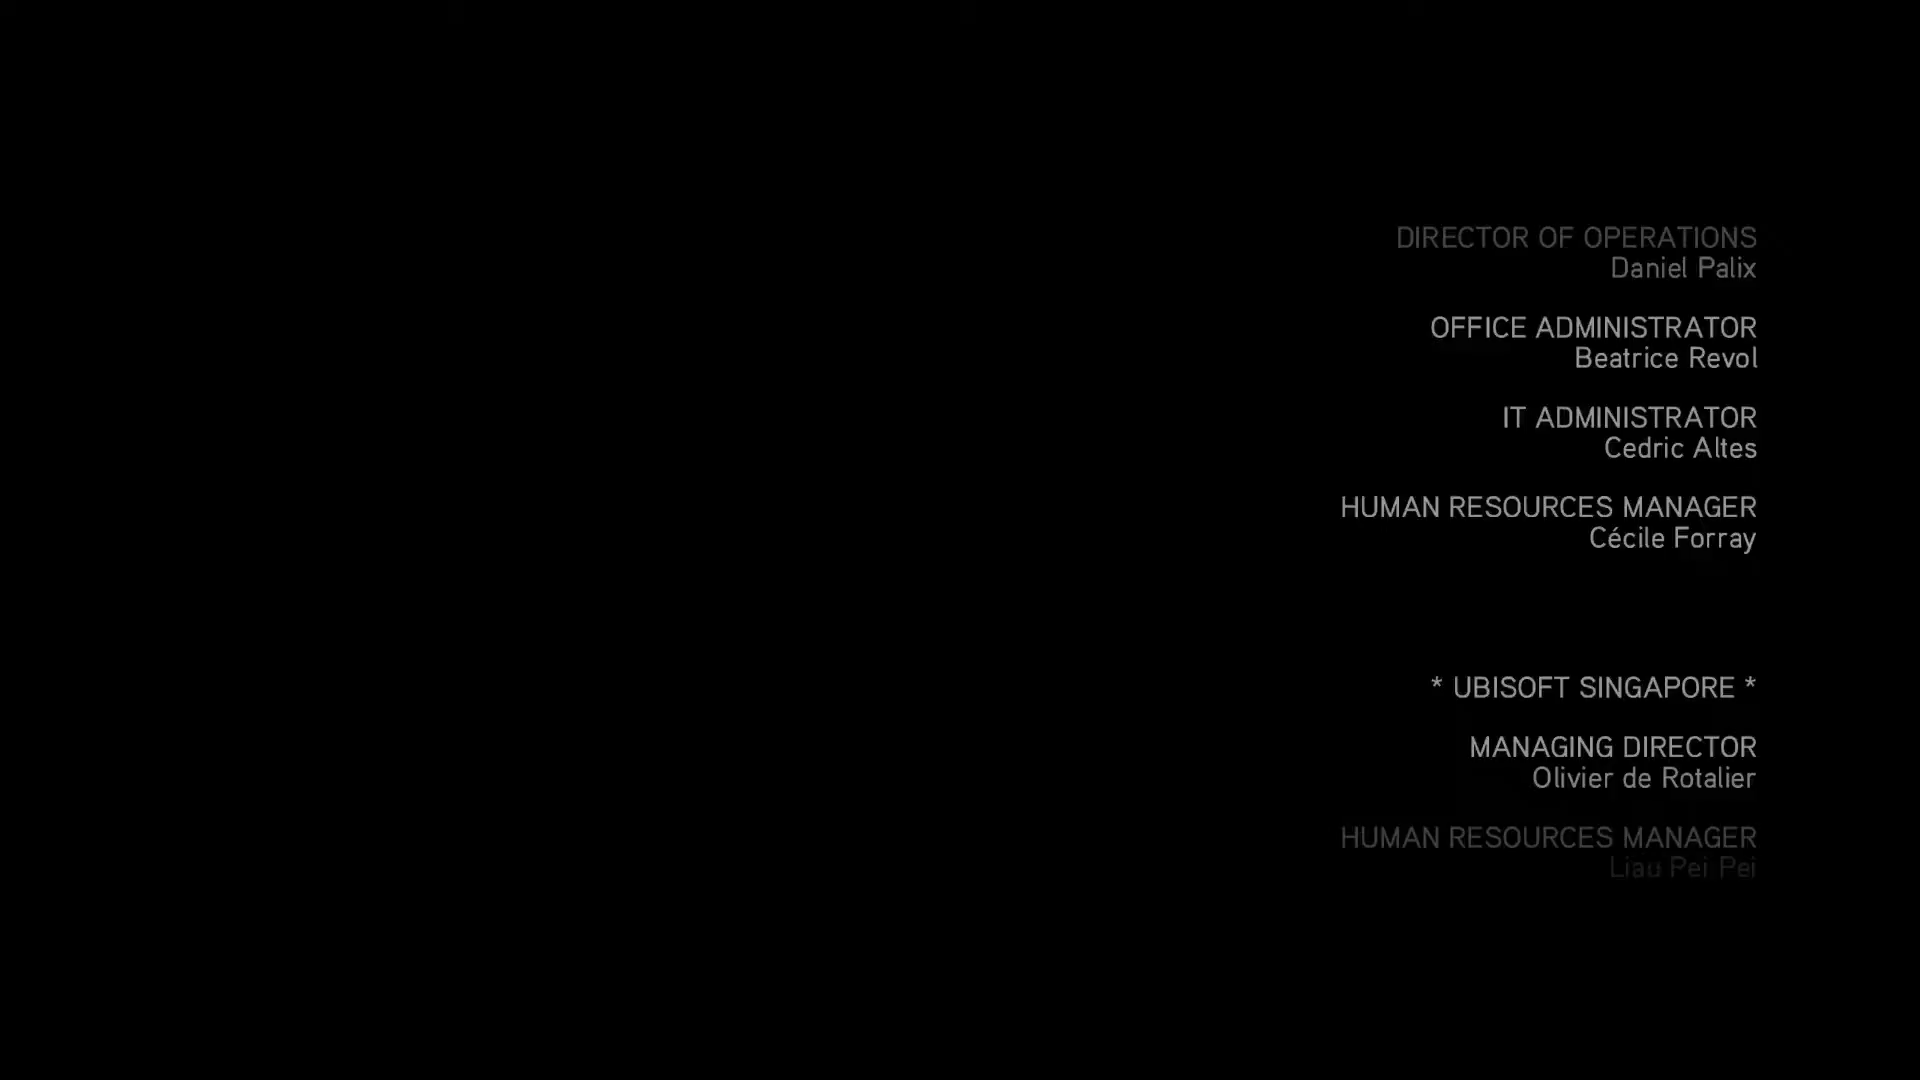 DIRECTOR OF OPERATIONS
Daniel Palix
OFFICE ADMINISTRATOR
Beatrice Revol
IT ADMINISTRATOR
Cedric Altes
HUMAN RESOURCES MANAGER
Cécile Forray
* UBISOFT SINGAPORE *
MANAGING DIRECTOR
Olivier de Rotalier
HUMAN RESOURCES MANAGER
Liau Pei Pei